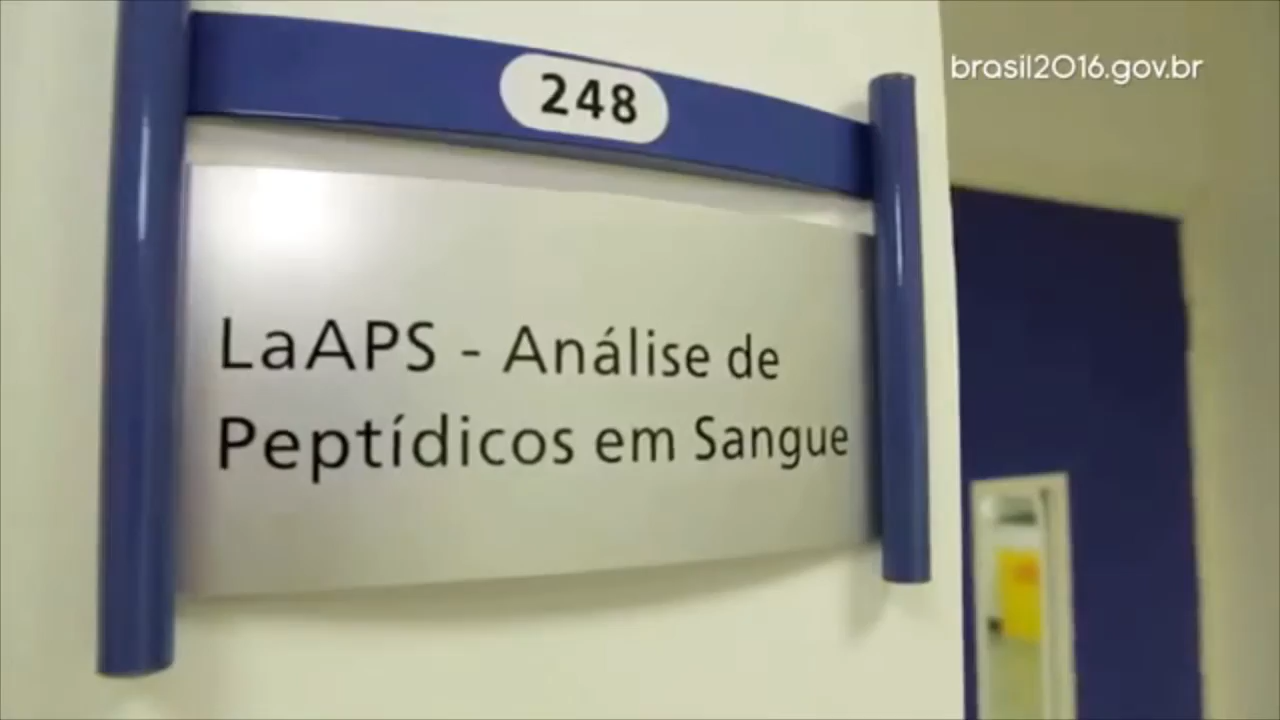 brasil2016.gov.br
248
LaAPS - Análise de
Peptídicos em Sangue